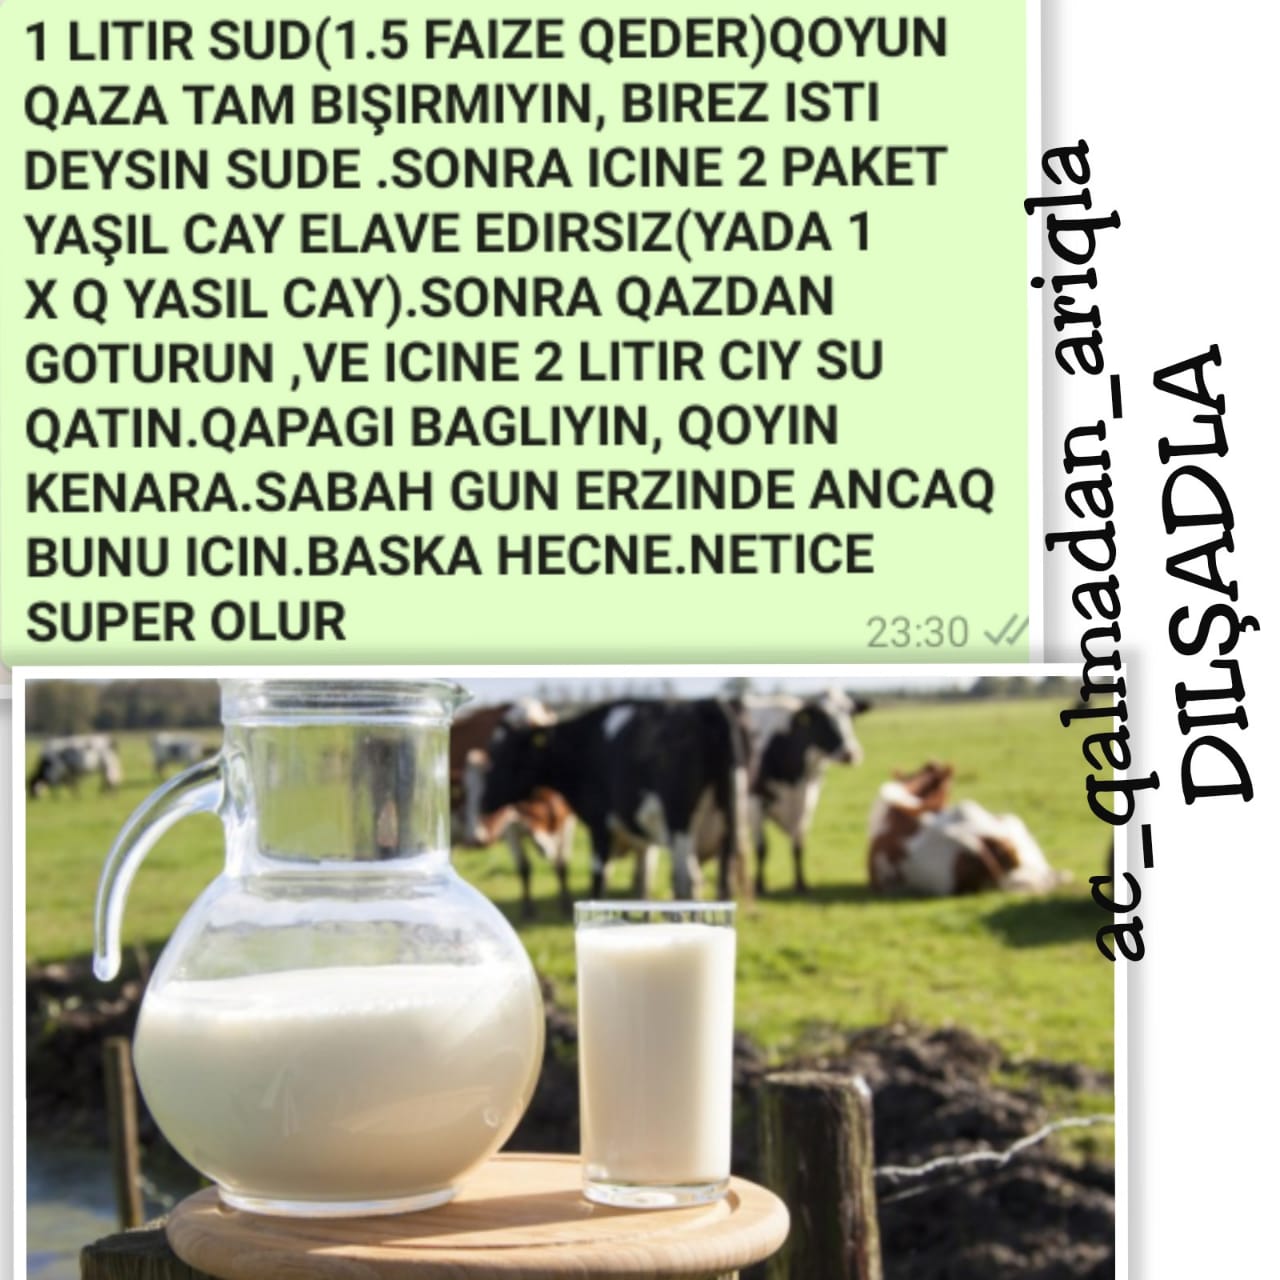 1 LITIR SUD(1.5 FAIZE QEDER)QOYUN
QAZA TAM BIŞIRMIYIN, BIREZ ISTI
DEYSIN SUDE .SONRA ICINE 2 PAKET
YAŞIL CAY ELAVE EDIRSIZ(YADA 1
X Q YASIL CAY).SONRA QAZDAN
GOTURUN ,VE ICINE 2 LITIR CIY SU
QATIN.QAPAGI BAGLIYIN, QOYIN
KENARA.SABAH GUN ERZINDE ANCAQ
BUNU ICIN.BASKA HECNE.NETICE
SUPER OLUR
23:30
ac_qalmadan_ariqla
DILŞADLA